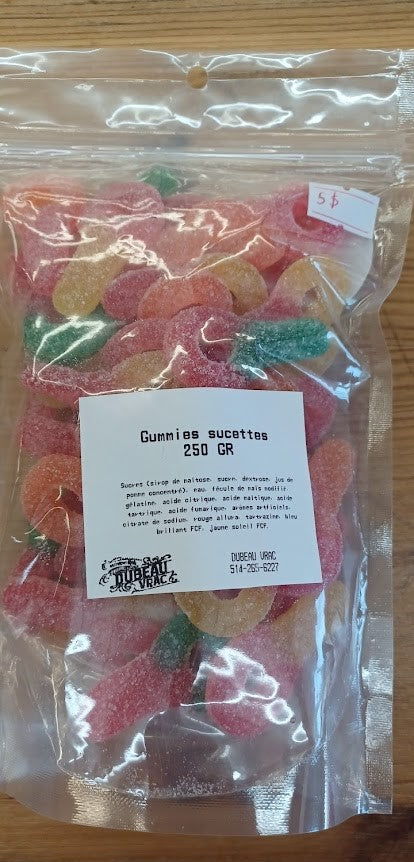 5$
Gummies sucettes
250 GR
Sucres (sirop de maltose, sucre, dextrose, jus de
pomme concentré), eau, fécule de maïs modifié,
gélatine, acide citrique, acide malique, acide
tartrique, acide fumarique, arômes artificiels,
citrate de sodium, rouge allura, tartrazine, bleu
brillant FCF, jaune soleil FCF.
DUBEAU VRAC
514-265-6227
DUBEAU
VRAC